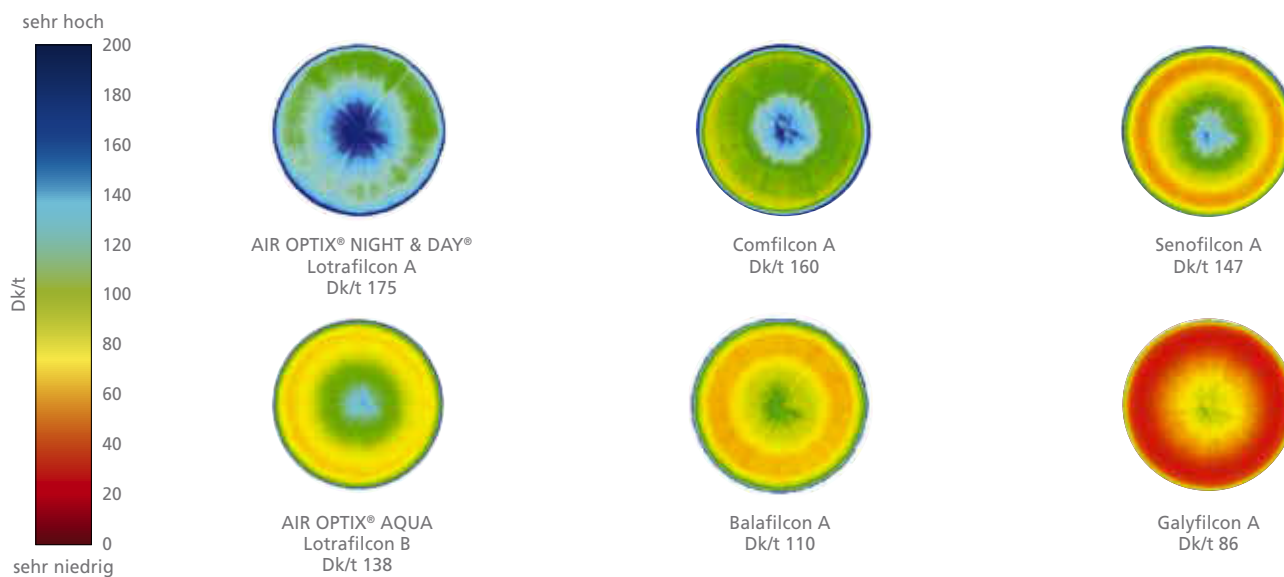 sehr hoch
200
180
160
140
120
100
80
60
40
20
0
Dk/t
sehr niedrig
AIR OPTIX® NIGHT & DAY®
Lotrafilcon A
Dk/t 175
Comfilcon A
Dk/t 160
Senofilcon A
Dk/t 147
AIR OPTIX® AQUA
Lotrafilcon B
Dk/t 138
Balafilcon A
Dk/t 110
Galyfilcon A
Dk/t 86